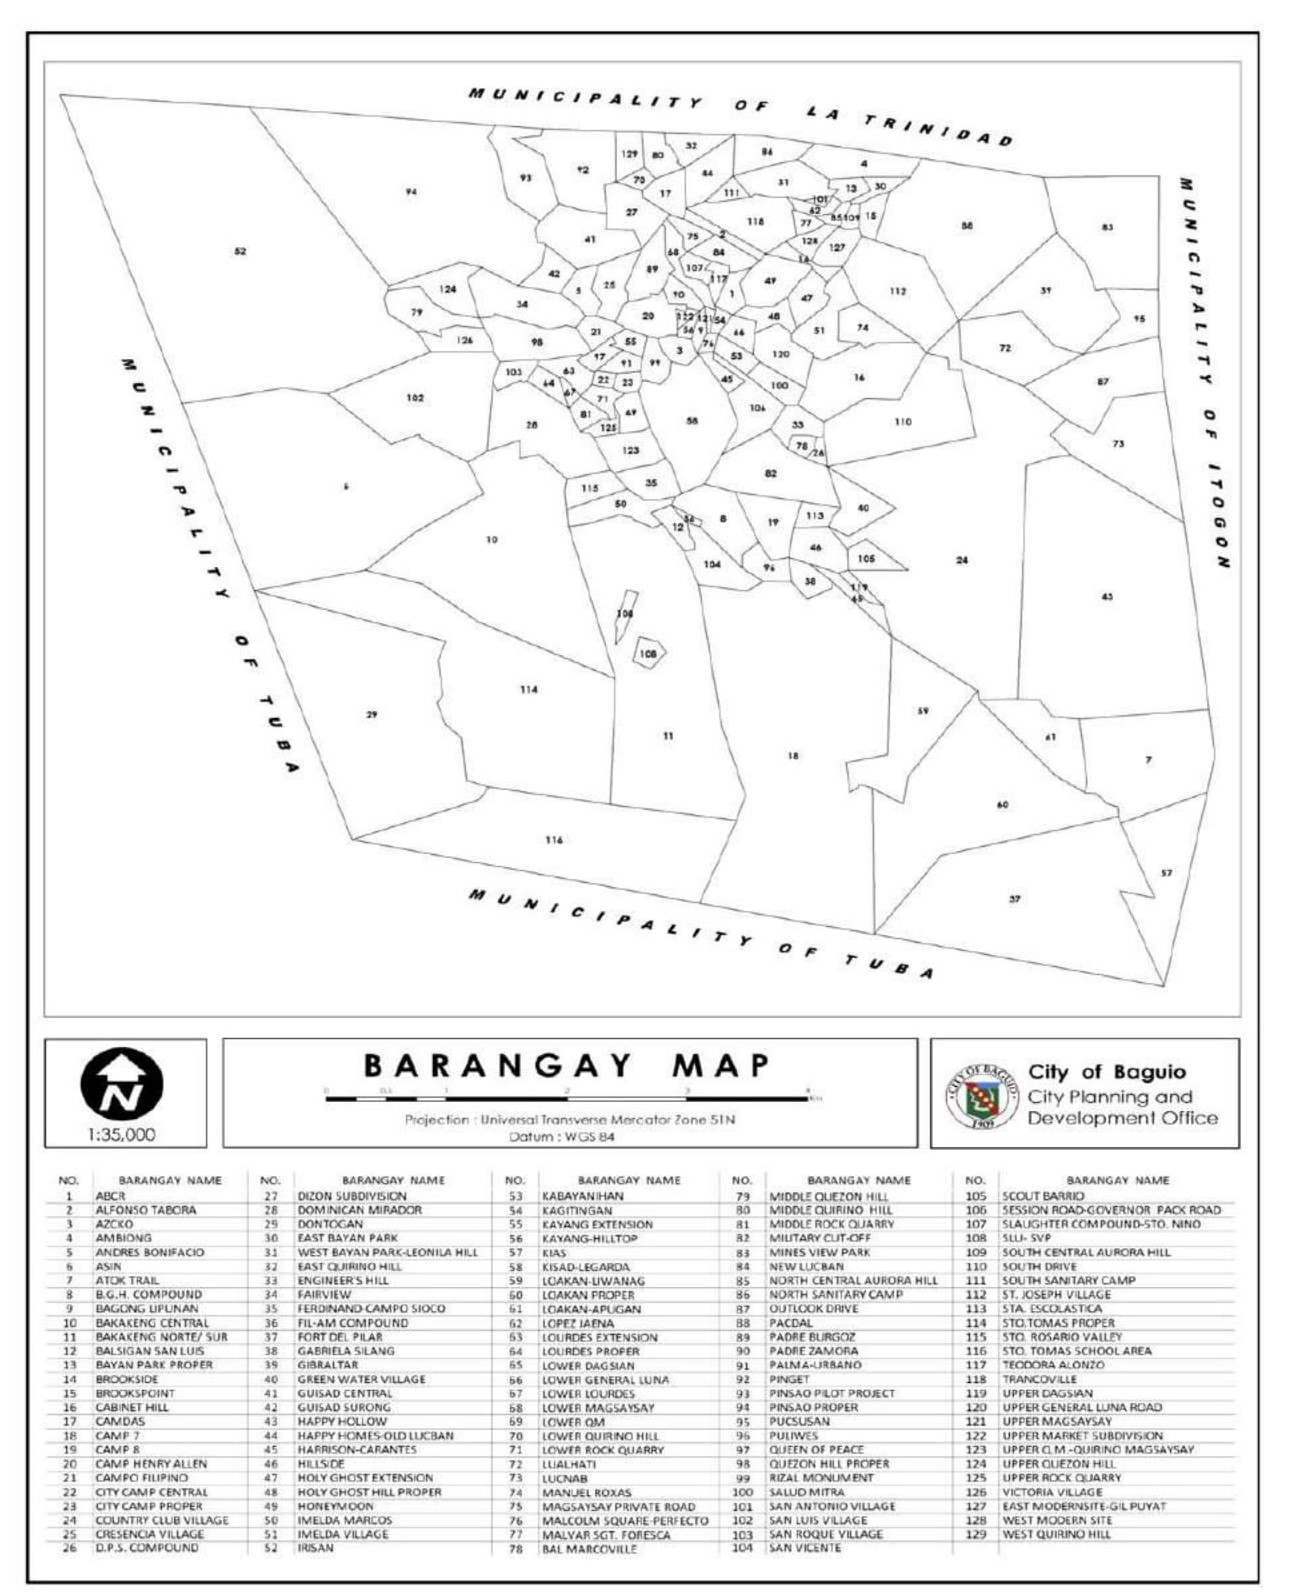 MUNICIPALITY OF LA TRINIDAD
MUNICIPALITY OF ITOGON
MUNICIPALITY OF TUBA
MUNICIPALITY OF TUBA
129 80 32 86 4
94 93 92 70 17 44 111 31 13 30
52 27 118 101 62 77 85 109 15 88 83
41 75 2 84 128 127 14
42 5 25 89 68 107 117 49
124 34 90 1 47 112 39
79 20 122 121 54 48 95
126 98 21 55 56 9 66 51 74 72
97 91 99 3 76 53 120
103 64 63 22 23 45 100 16 87
102 67 71 106
28 81 125 69 58 33 110
123 78 26 73
6 115 35 82
50 40
10 12 36 8 19 113
104 96 46 105 24
38 119 65 43
108
108
114 59
29 11 18 61 7
60
116 57
37
N
1:35,000
BARANGAY MAP
0 0.5 1 2 3 4
Km
Projection : Universal Transverse Mercator Zone 51N
Datum : WGS 84
CITY OF BAGUIO
1909
City of Baguio
City Planning and
Development Office
NO. BARANGAY NAME NO. BARANGAY NAME NO. BARANGAY NAME NO. BARANGAY NAME NO. BARANGAY NAME
1 ABCR 27 DIZON SUBDIVISION 53 KABAYANIHAN 79 MIDDLE QUEZON HILL 105 SCOUT BARRIO
2 ALFONSO TABORA 28 DOMINICAN MIRADOR 54 KAGITINGAN 80 MIDDLE QUIRINO HILL 106 SESSION ROAD-GOVERNOR PACK ROAD
3 AZCKO 29 DONTOGAN 55 KAYANG EXTENSION 81 MIDDLE ROCK QUARRY 107 SLAUGHTER COMPOUND-STO. NINO
4 AMBIONG 30 EAST BAYAN PARK 56 KAYANG-HILLTOP 82 MILITARY CUT-OFF 108 SLU- SVP
5 ANDRES BONIFACIO 31 WEST BAYAN PARK-LEONILA HILL 57 KIAS 83 MINES VIEW PARK 109 SOUTH CENTRAL AURORA HILL
6 ASIN 32 EAST QUIRINO HILL 58 KISAD-LEGARDA 84 NEW LUCBAN 110 SOUTH DRIVE
7 ATOK TRAIL 33 ENGINEER'S HILL 59 LOAKAN-LIWANAG 85 NORTH CENTRAL AURORA HILL 111 SOUTH SANITARY CAMP
8 B.G.H. COMPOUND 34 FAIRVIEW 60 LOAKAN PROPER 86 NORTH SANITARY CAMP 112 ST. JOSEPH VILLAGE
9 BAGONG LIPUNAN 35 FERDINAND-CAMPO SIOCO 61 LOAKAN-APUGAN 87 OUTLOOK DRIVE 113 STA. ESCOLASTICA
10 BAKAKENG CENTRAL 36 FIL-AM COMPOUND 62 LOPEZ JAENA 88 PACDAL 114 STO.TOMAS PROPER
11 BAKAKENG NORTE/ SUR 37 FORT DEL PILAR 63 LOURDES EXTENSION 89 PADRE BURGOZ 115 STO. ROSARIO VALLEY
12 BALSIGAN SAN LUIS 38 GABRIELA SILANG 64 LOURDES PROPER 90 PADRE ZAMORA 116 STO. TOMAS SCHOOL AREA
13 BAYAN PARK PROPER 39 GIBRALTAR 65 LOWER DAGSIAN 91 PALMA-URBANO 117 TEODORA ALONZO
14 BROOKSIDE 40 GREEN WATER VILLAGE 66 LOWER GENERAL LUNA 92 PINGET 118 TRANCOVILLE
15 BROOKSPOINT 41 GUISAD CENTRAL 67 LOWER LOURDES 93 PINSAO PILOT PROJECT 119 UPPER DAGSIAN
16 CABINET HILL 42 GUISAD SURONG 68 LOWER MAGSAYSAY 94 PINSAO PROPER 120 UPPER GENERAL LUNA ROAD
17 CAMDAS 43 HAPPY HOLLOW 69 LOWER QM 95 PUCSUSAN 121 UPPER MAGSAYSAY
18 CAMP 7 44 HAPPY HOMES-OLD LUCBAN 70 LOWER QUIRINO HILL 96 PULIWES 122 UPPER MARKET SUBDIVISION
19 CAMP 8 45 HARRISON-CARANTES 71 LOWER ROCK QUARRY 97 QUEEN OF PEACE 123 UPPER Q.M.-QUIRINO MAGSAYSAY
20 CAMP HENRY ALLEN 46 HILLSIDE 72 LUALHATI 98 QUEZON HILL PROPER 124 UPPER QUEZON HILL
21 CAMPO FILIPINO 47 HOLY GHOST EXTENSION 73 LUCNAB 99 RIZAL MONUMENT 125 UPPER ROCK QUARRY
22 CITY CAMP CENTRAL 48 HOLY GHOST HILL PROPER 74 MANUEL ROXAS 100 SALUD MITRA 126 VICTORIA VILLAGE
23 CITY CAMP PROPER 49 HONEYMOON 75 MAGSAYSAY PRIVATE ROAD 101 SAN ANTONIO VILLAGE 127 EAST MODERNSITE-GIL PUYAT
24 COUNTRY CLUB VILLAGE 50 IMELDA MARCOS 76 MALCOLM SQUARE-PERFECTO 102 SAN LUIS VILLAGE 128 WEST MODERN SITE
25 CRESENCIA VILLAGE 51 IMELDA VILLAGE 77 MALVAR SGT. FORESCA 103 SAN ROQUE VILLAGE 129 WEST QUIRINO HILL
26 D.P.S. COMPOUND 52 IRISAN 78 BAL MARCOVILLE 104 SAN VICENTE